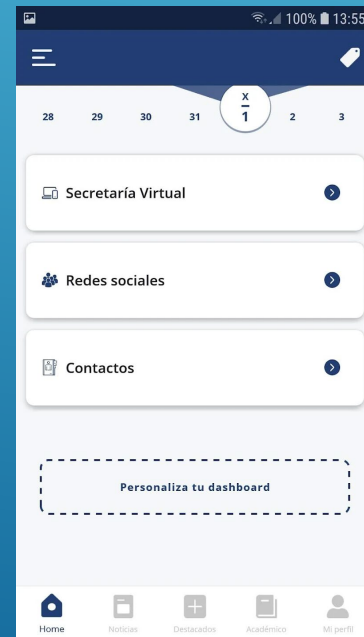 100% 13:55
28 29 30 31 X 1 2 3
Secretaría Virtual
Redes sociales
Contactos
Personaliza tu dashboard
Home Noticias Destacados Académico Mi perfil